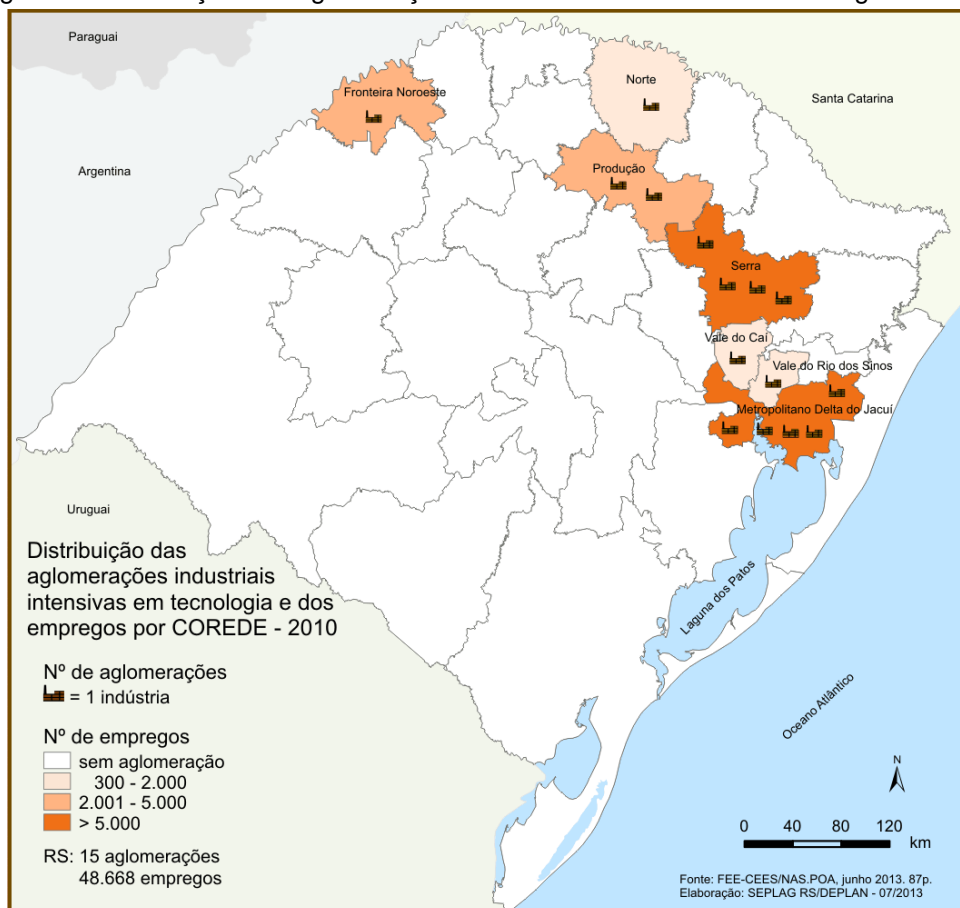 Paraguai
Norte
Fronteira Noroeste
Santa Catarina
Argentina
Produção
Serra
Vale do Caí
Vale do Rio dos Sinos
Metropolitano Delta do Jacuí
Uruguai
Laguna dos Patos
Oceano Atlântico
Distribuição das
aglomerações industriais
intensivas em tecnologia e dos
empregos por COREDE - 2010
Nº de aglomerações
= 1 indústria
Nº de empregos
sem aglomeração
300 - 2.000
2.001 - 5.000
> 5.000
RS: 15 aglomerações
48.668 empregos
N
0 40 80 120
km
Fonte: FEE-CEES/NAS.POA, junho 2013. 87p.
Elaboração: SEPLAG RS/DEPLAN - 07/2013